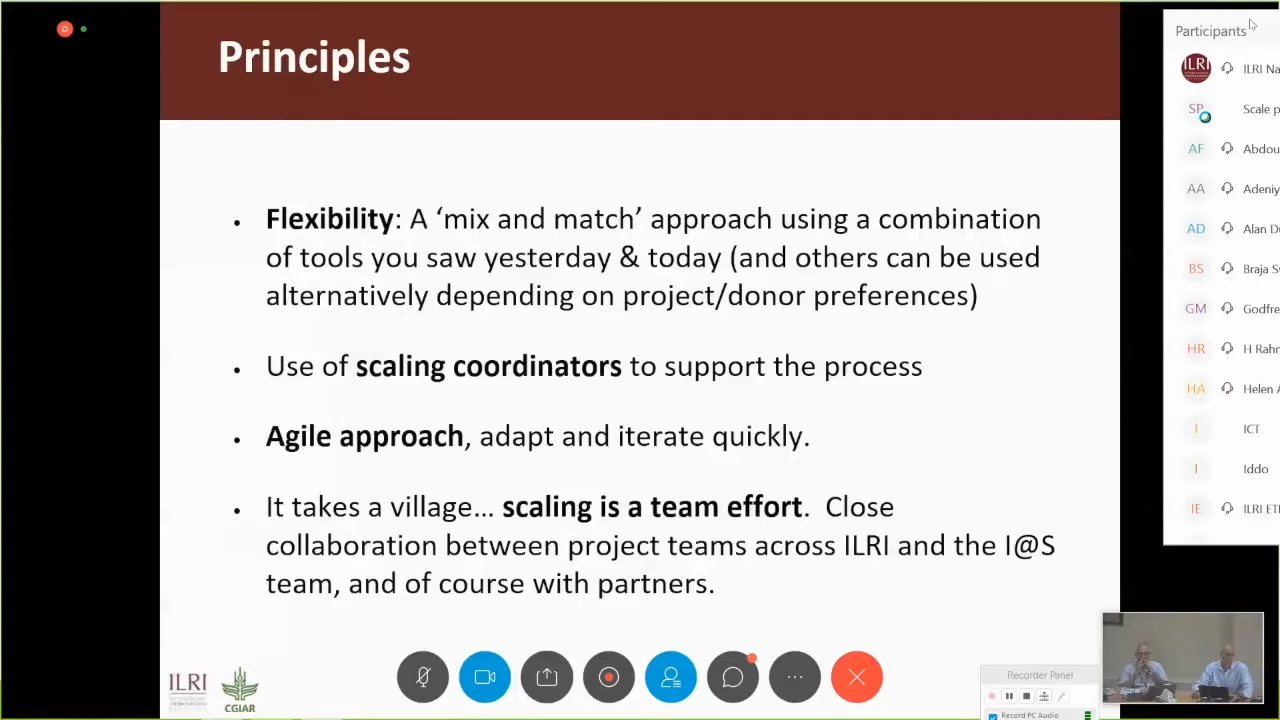 Principles
• Flexibility: A ‘mix and match’ approach using a combination
of tools you saw yesterday & today (and others can be used
alternatively depending on project/donor preferences)
• Use of scaling coordinators to support the process
• Agile approach, adapt and iterate quickly.
• It takes a village... scaling is a team effort.  Close
collaboration between project teams across ILRI and the I@S
team, and of course with partners.
ILRI
CGIAR
Participants
ILRI
ILRI Na
SP
Scale p
AF
Abdou
AA
Adeniy
AD
Alan Du
BS
Braja Sv
GM
Godfre
HR
H Rahn
HA
Helen A
I
ICT
I
Iddo
IE
ILRI ET
Recorder Panel
Record PC Audio